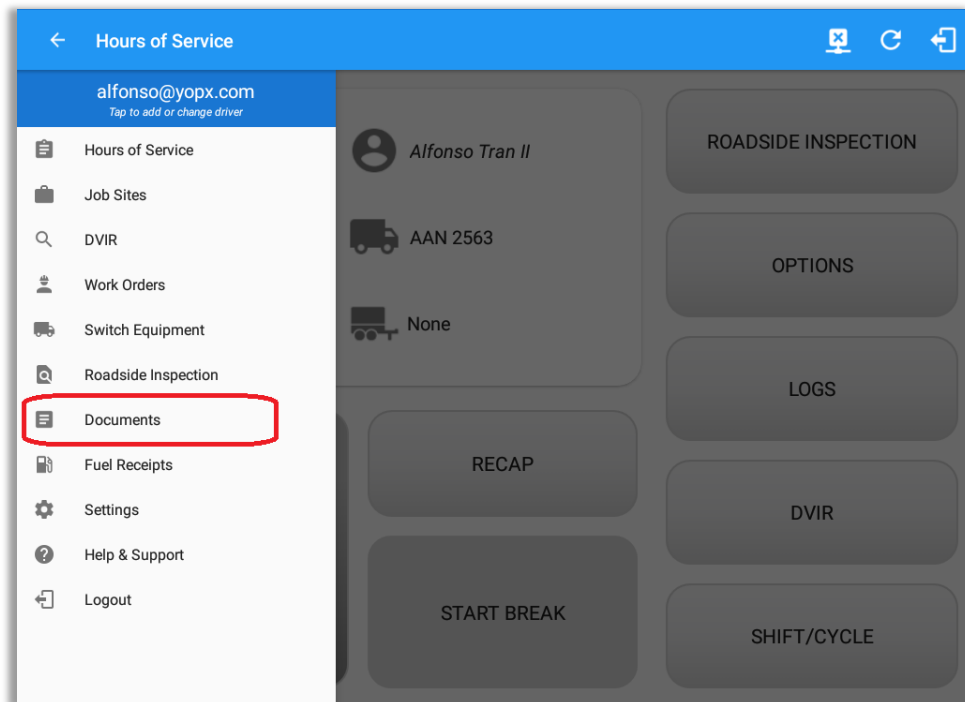 Hours of Service
alfonso@yopx.com
Tap to add or change driver
Hours of Service
Job Sites
DVIR
Work Orders
Switch Equipment
Roadside Inspection
Documents
Fuel Receipts
Settings
Help & Support
Logout
Alfonso Tran II
AAN 2563
None
RECAP
START BREAK
ROADSIDE INSPECTION
OPTIONS
LOGS
DVIR
SHIFT/CYCLE